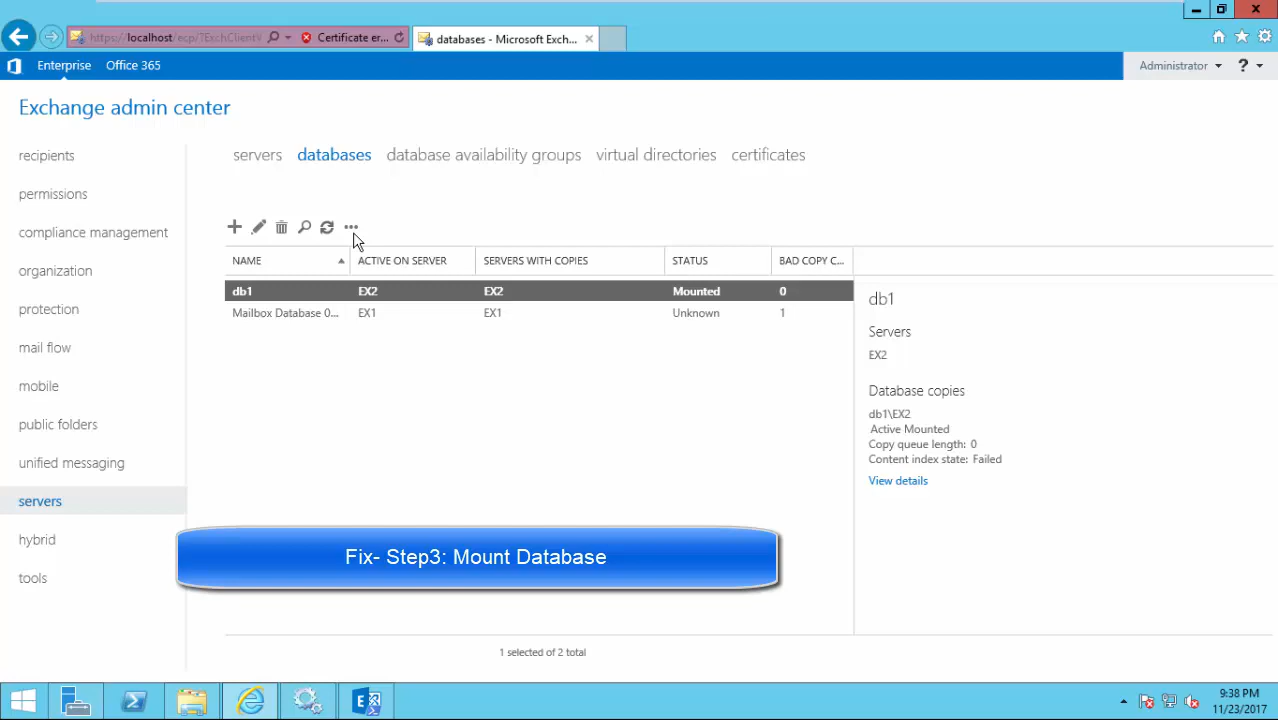 https://localhost/ecp/?ExchClientV
Certificate er...
databases - Microsoft Exch...
Enterprise
Office 365
Administrator
?
Exchange admin center
recipients
permissions
compliance management
organization
protection
mail flow
mobile
public folders
unified messaging
servers
hybrid
tools
servers databases database availability groups virtual directories certificates
NAME ACTIVE ON SERVER SERVERS WITH COPIES STATUS BAD COPY C...
db1 EX2 EX2 Mounted 0
Mailbox Database 0... EX1 EX1 Unknown 1
db1
Servers
EX2
Database copies
db1\EX2
Active Mounted
Copy queue length: 0
Content index state: Failed
View details
Fix- Step3: Mount Database
1 selected of 2 total
9:38 PM
11/23/2017